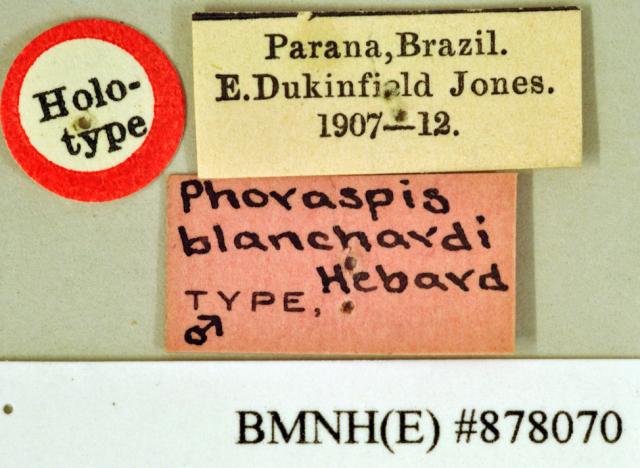 Holo-
type
Parana, Brazil.
E. Dukinfield Jones.
1907—12.
Phoraspis
blanchardi
Hebard
TYPE,
♂
BMNH(E) #878070